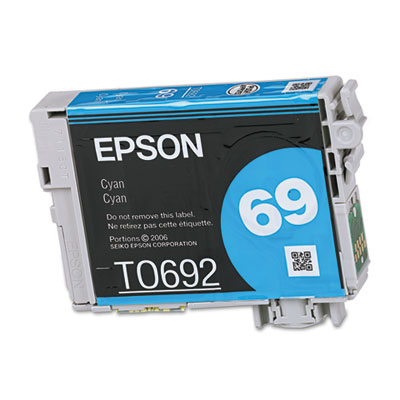 69
EPSON
Cyan
Cyan
69
Do not remove this label.
Ne retirez pas cette étiquette.
Portions © 2006
SEIKO EPSON CORPORATION
T0692